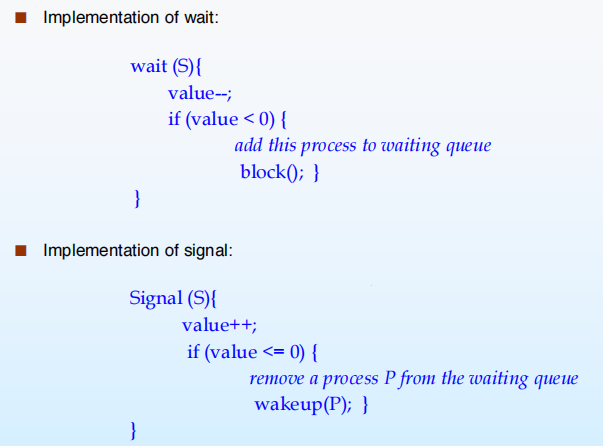 Implementation of wait:
wait (S){
value--;
if (value < 0) {
add this process to waiting queue
block(); }
}
Implementation of signal:
Signal (S){
value++;
if (value <= 0) {
remove a process P from the waiting queue
wakeup(P); }
}